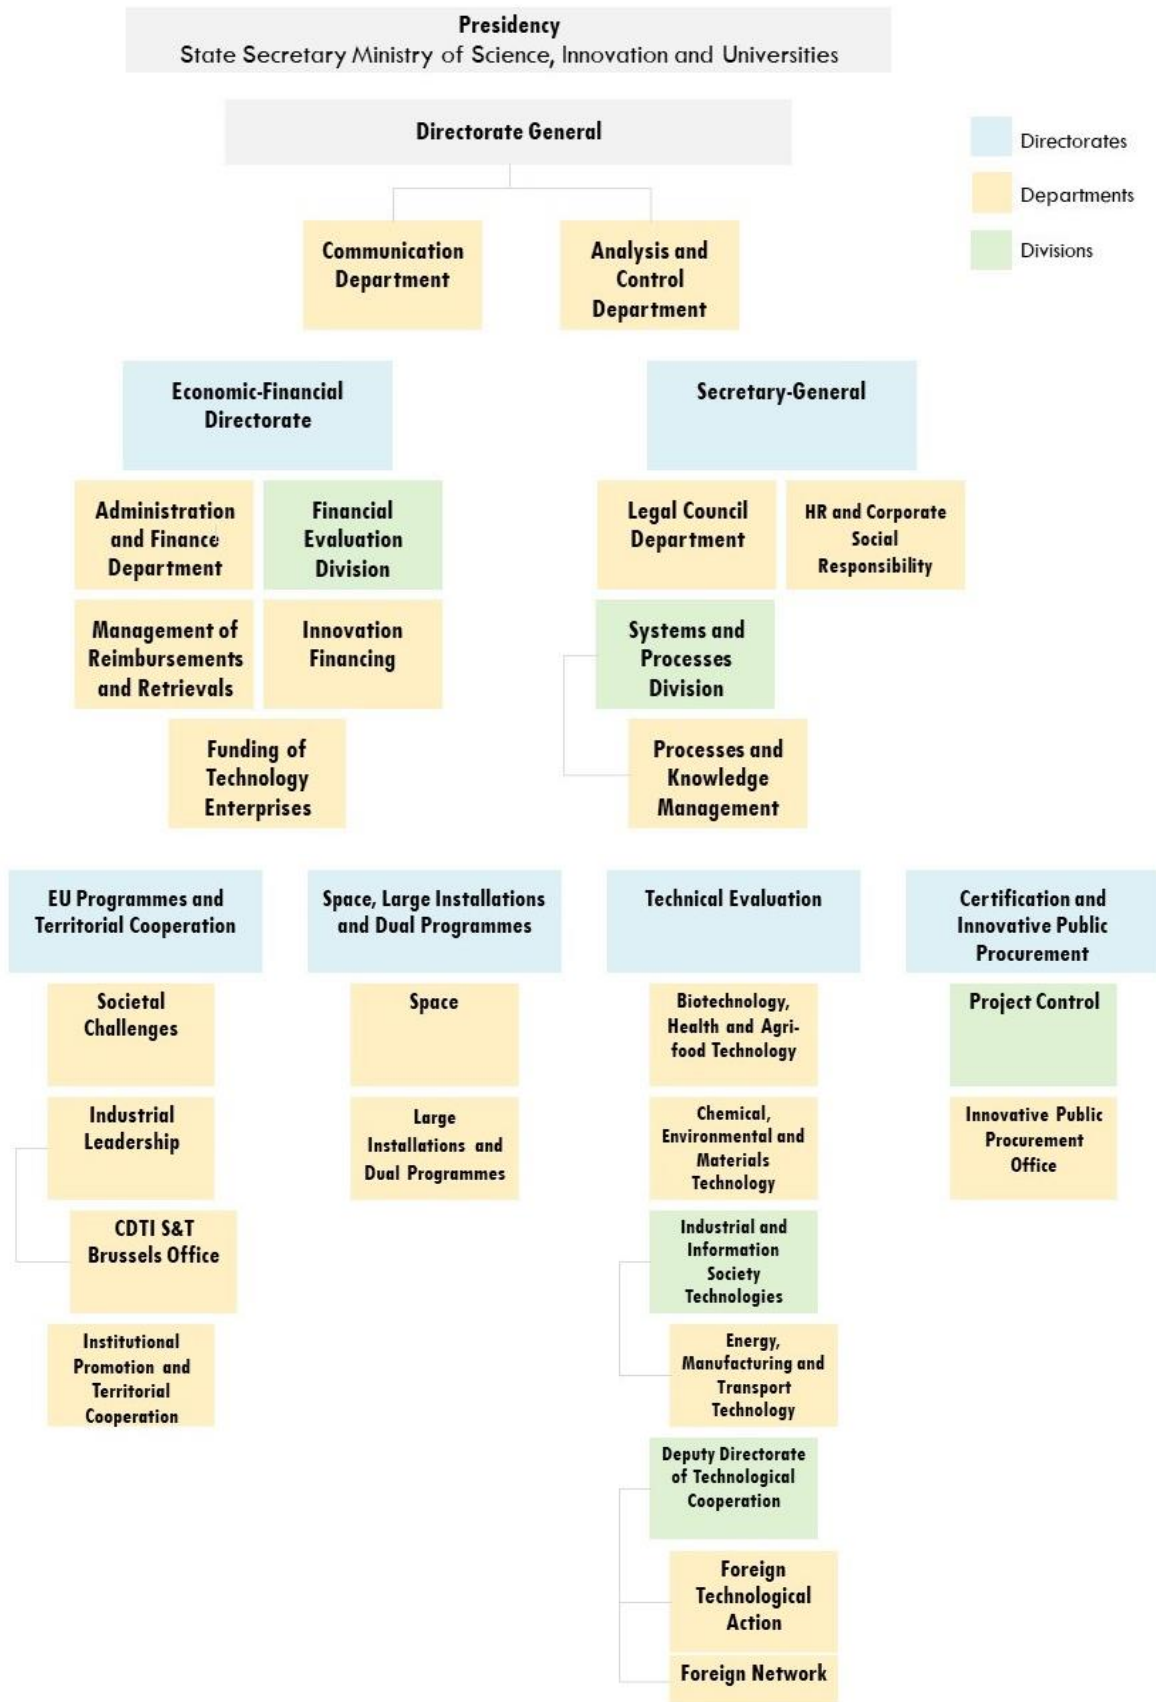 Presidency
State Secretary Ministry of Science, Innovation and Universities
Directorate General
Directorates
Departments
Divisions
Communication
Department
Analysis and
Control
Department
Economic-Financial
Directorate
Secretary-General
Administration
and Finance
Department
Financial
Evaluation
Division
Legal Council
Department
HR and Corporate
Social
Responsibility
Management of
Reimbursements
and Retrievals
Innovation
Financing
Systems and
Processes
Division
Funding of
Technology
Enterprises
Processes and
Knowledge
Management
EU Programmes and
Territorial Cooperation
Space, Large Installations
and Dual Programmes
Technical Evaluation
Certification and
Innovative Public
Procurement
Societal
Challenges
Industrial
Leadership
CDTI S&T
Brussels Office
Institutional
Promotion and
Territorial
Cooperation
Space
Large
Installations and
Dual Programmes
Biotechnology,
Health and Agri-
food Technology
Chemical,
Environmental and
Materials
Technology
Industrial and
Information
Society
Technologies
Energy,
Manufacturing and
Transport
Technology
Deputy Directorate
of Technological
Cooperation
Foreign
Technological
Action
Foreign Network
Project Control
Innovative Public
Procurement
Office